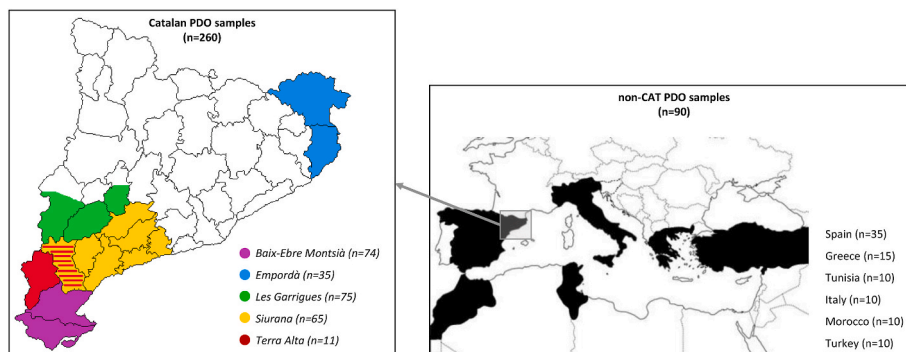 Catalan PDO samples
(n=260)
Baix-Ebre Montsià (n=74)
Empordà (n=35)
Les Garrigues (n=75)
Siurana (n=65)
Terra Alta (n=11)
non-CAT PDO samples
(n=90)
Spain (n=35)
Greece (n=15)
Tunisia (n=10)
Italy (n=10)
Morocco (n=10)
Turkey (n=10)